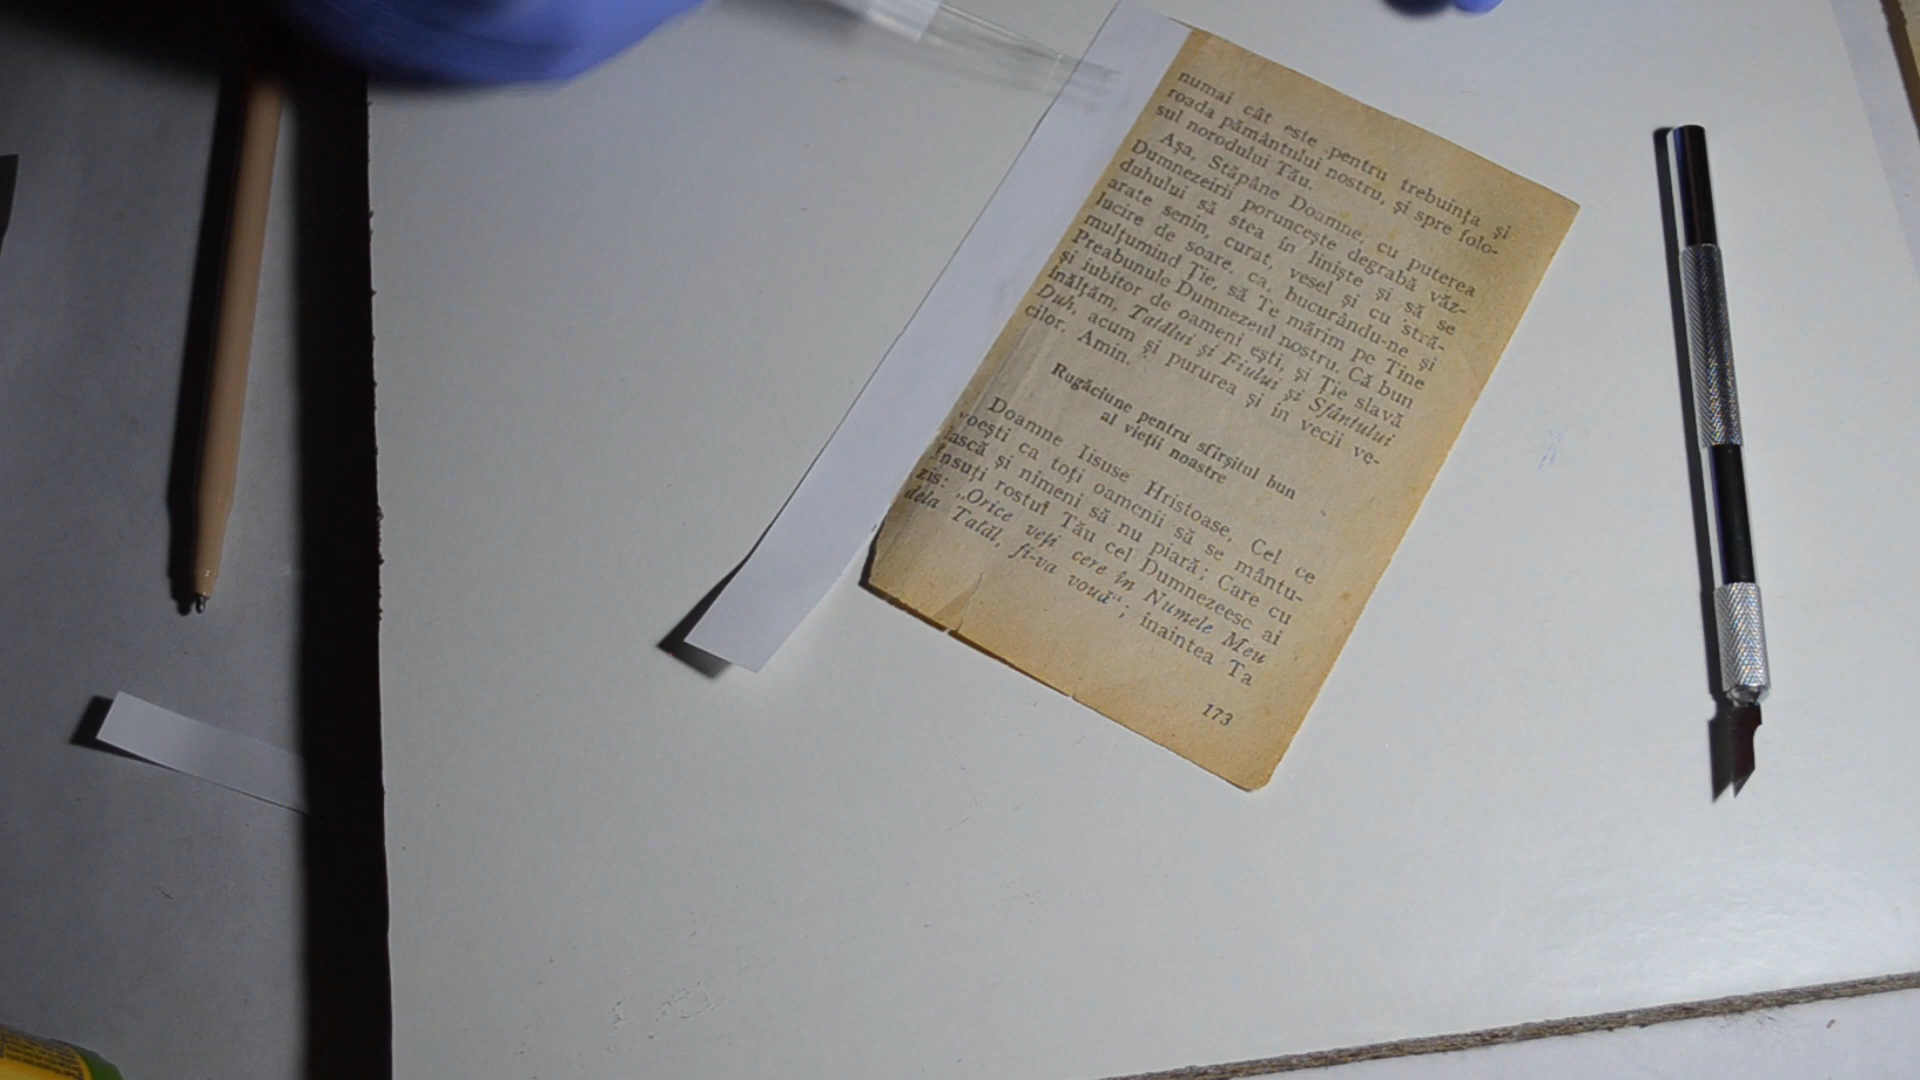 numai cât este pentru trebuința și
roada pământului nostru, și spre folo-
sul norodului Tău.
Așa, Stăpâne Doamne, cu puterea
Dumnezeirii poruncește degrabă văz-
duhului să stea în liniște și să se
arate senin, curat, vesel și cu stră-
lucire de soare, ca, bucurându-ne și
mulțumind Ție, să Te mărim pe Tine
Preabunule Dumnezeul nostru. Că bun
și iubitor de oameni ești, și Ție slavă
înălțăm, Tatălui și Fiului și Sfântului
Duh, acum și pururea și in vecii ve-
cilor. Amin.
Rugăciune pentru sfîrșitul bun
al vieții noastre
Doamne Iisuse Hristoase, Cel ce
voești ca toți oamenii să se mântu-
iască și nimeni să nu piară; Care cu
Insuți rostul Tău cel Dumnezeesc ai
zis: „Orice veți cere în Numele Meu
dela Tatăl, fi-va vouă“; inaintea Ta
173